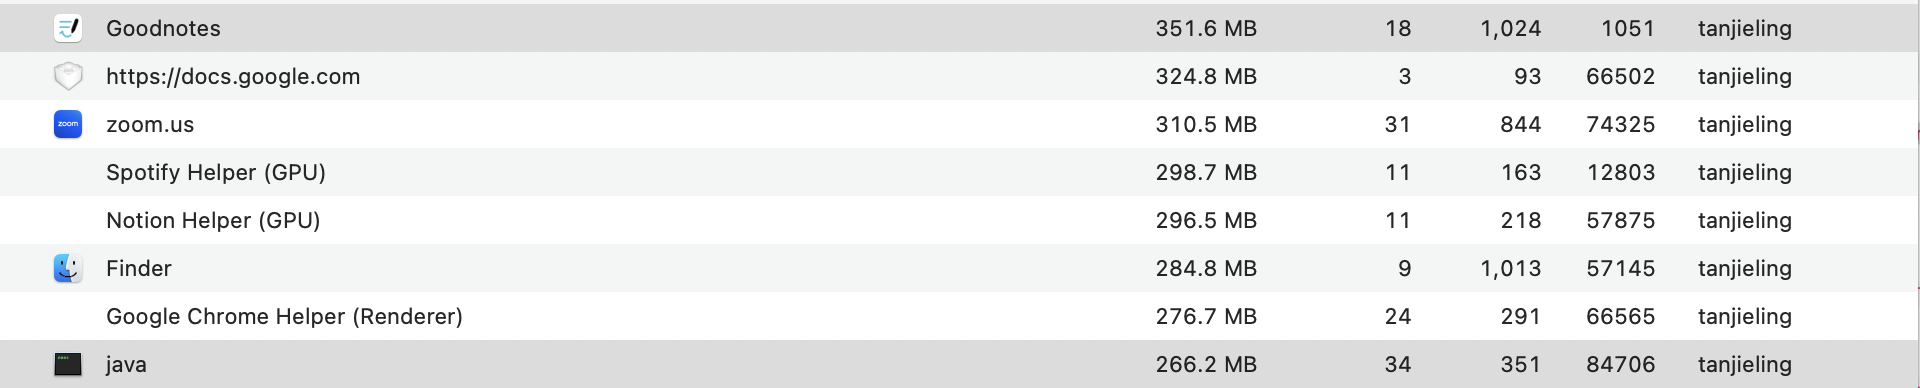 Goodnotes 351.6 MB 18 1,024 1051 tanjieling
https://docs.google.com 324.8 MB 3 93 66502 tanjieling
zoom zoom.us 310.5 MB 31 844 74325 tanjieling
Spotify Helper (GPU) 298.7 MB 11 163 12803 tanjieling
Notion Helper (GPU) 296.5 MB 11 218 57875 tanjieling
Finder 284.8 MB 9 1,013 57145 tanjieling
Google Chrome Helper (Renderer) 276.7 MB 24 291 66565 tanjieling
java 266.2 MB 34 351 84706 tanjieling